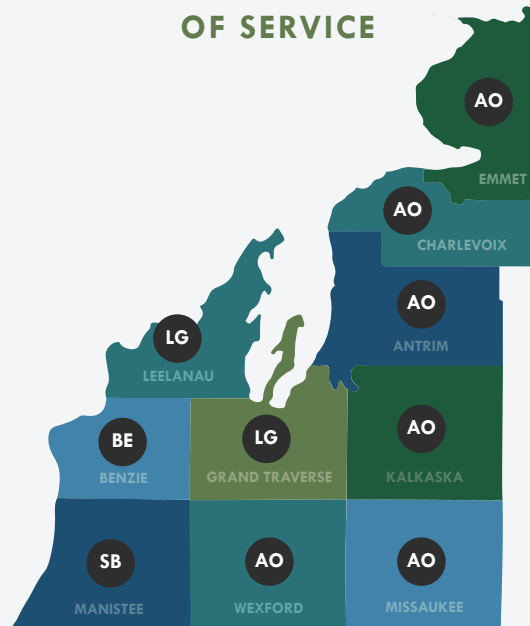 OF SERVICE
AO
EMMET
AO
CHARLEVOIX
AO
ANTRIM
LG
LEELANAU
BE
BENZIE
LG
GRAND TRAVERSE
AO
KALKASKA
SB
MANISTEE
AO
WEXFORD
AO
MISSAUKEE